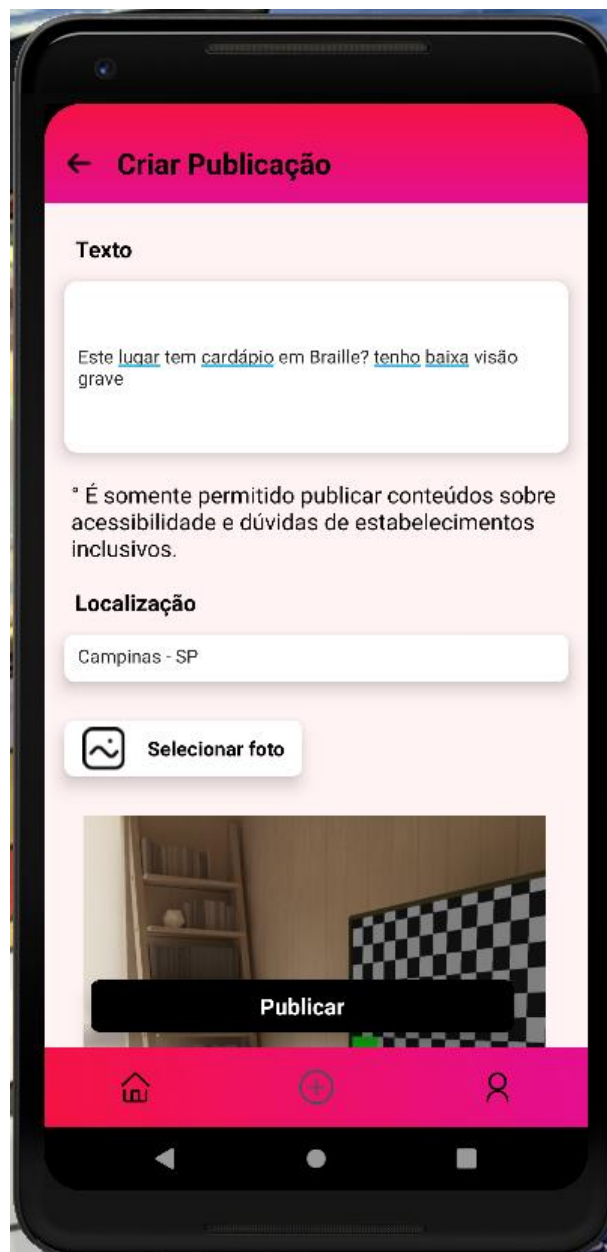 Criar Publicação
Texto
Este lugar tem cardápio em Braille? tenho baixa visão
grave
* É somente permitido publicar conteúdos sobre
acessibilidade e dúvidas de estabelecimentos
inclusivos.
Localização
Campinas - SP
Selecionar foto
Publicar